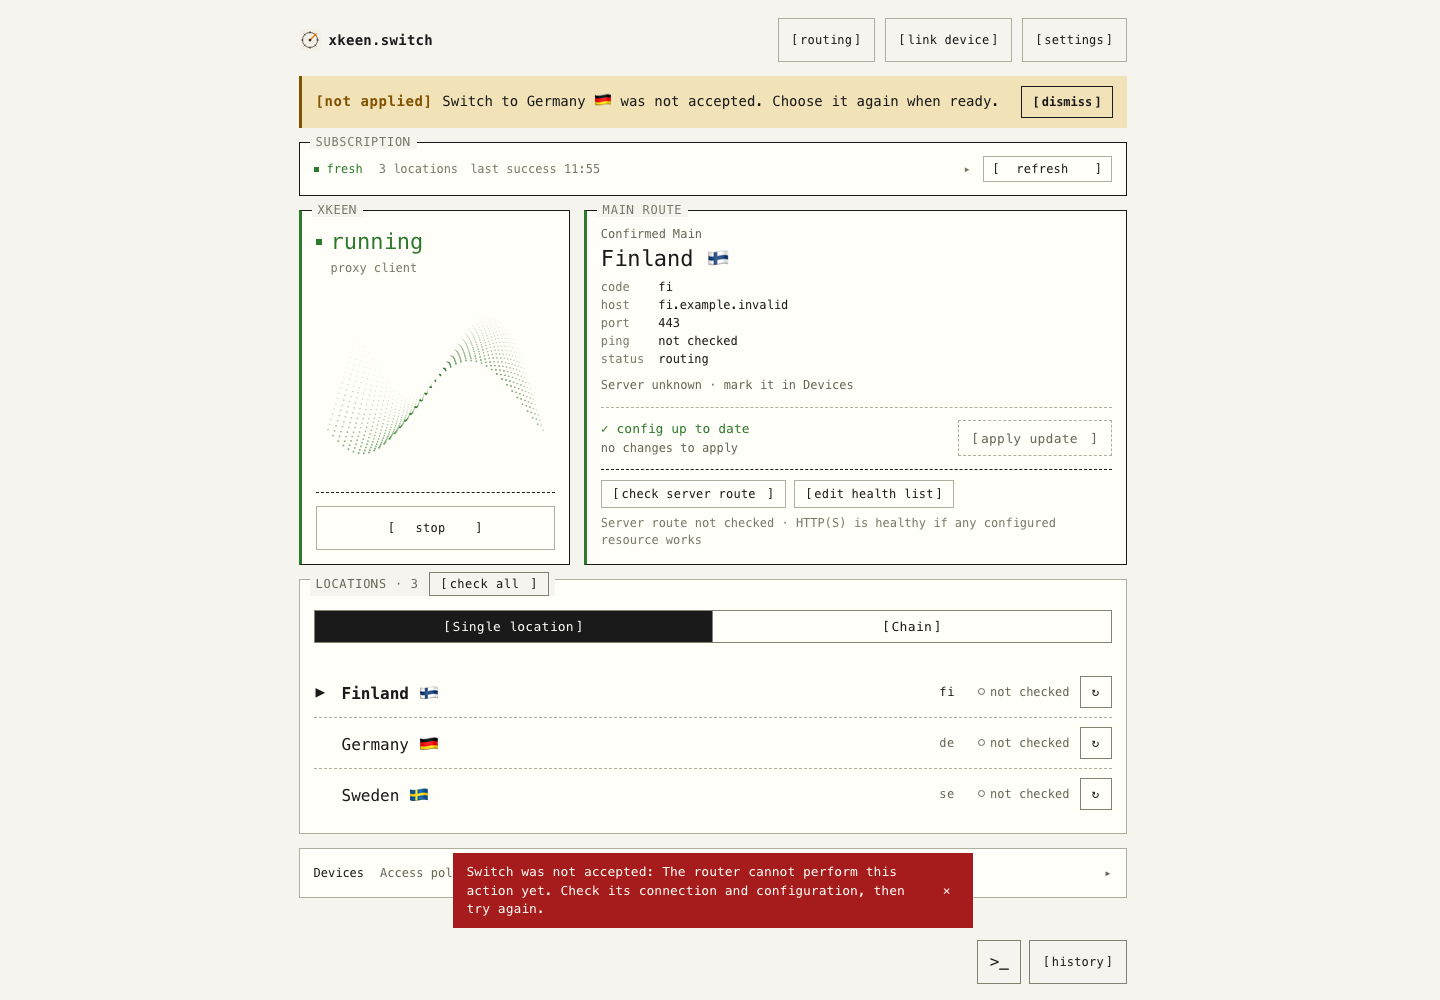 xkeen.switch
[routing]
[link device]
[settings]
[not applied] Switch to Germany 🇩🇪 was not accepted. Choose it again when ready.
[dismiss]
SUBSCRIPTION
fresh 3 locations last success 11:55
[ refresh ]
XKEEN
running
proxy client
[ stop ]
MAIN ROUTE
Confirmed Main
Finland 🇫🇮
code fi
host fi.example.invalid
port 443
ping not checked
status routing
Server unknown · mark it in Devices
✓ config up to date
no changes to apply
[apply update ]
[check server route ] [edit health list]
Server route not checked · HTTP(S) is healthy if any configured
resource works
LOCATIONS · 3 [check all ]
[Single location] [Chain]
▶ Finland 🇫🇮 fi ○ not checked ↻
Germany 🇩🇪 de ○ not checked ↻
Sweden 🇸🇪 se ○ not checked ↻
Devices Access pol
Switch was not accepted: The router cannot perform this
action yet. Check its connection and configuration, then
try again.
×
>_ [history]